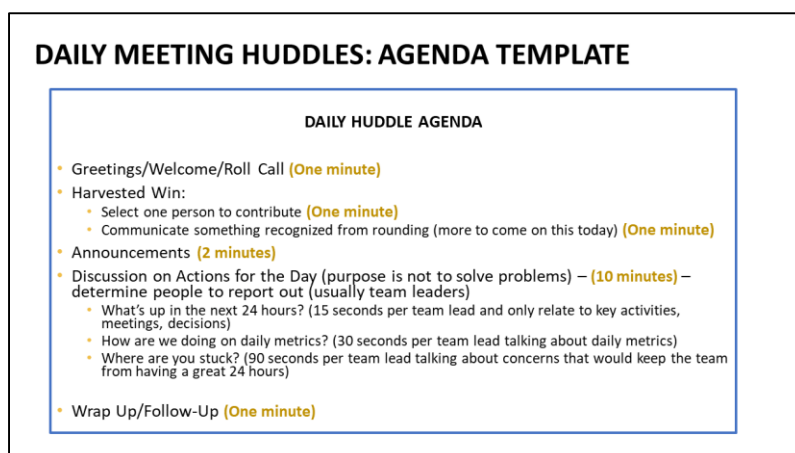 DAILY MEETING HUDDLES: AGENDA TEMPLATE
DAILY HUDDLE AGENDA
• Greetings/Welcome/Roll Call (One minute)
• Harvested Win:
• Select one person to contribute (One minute)
• Communicate something recognized from rounding (more to come on this today) (One minute)
• Announcements (2 minutes)
• Discussion on Actions for the Day (purpose is not to solve problems) – (10 minutes) –
determine people to report out (usually team leaders)
• What’s up in the next 24 hours? (15 seconds per team lead and only relate to key activities,
meetings, decisions)
• How are we doing on daily metrics? (30 seconds per team lead talking about daily metrics)
• Where are you stuck? (90 seconds per team lead talking about concerns that would keep the team
from having a great 24 hours)
• Wrap Up/Follow-Up (One minute)